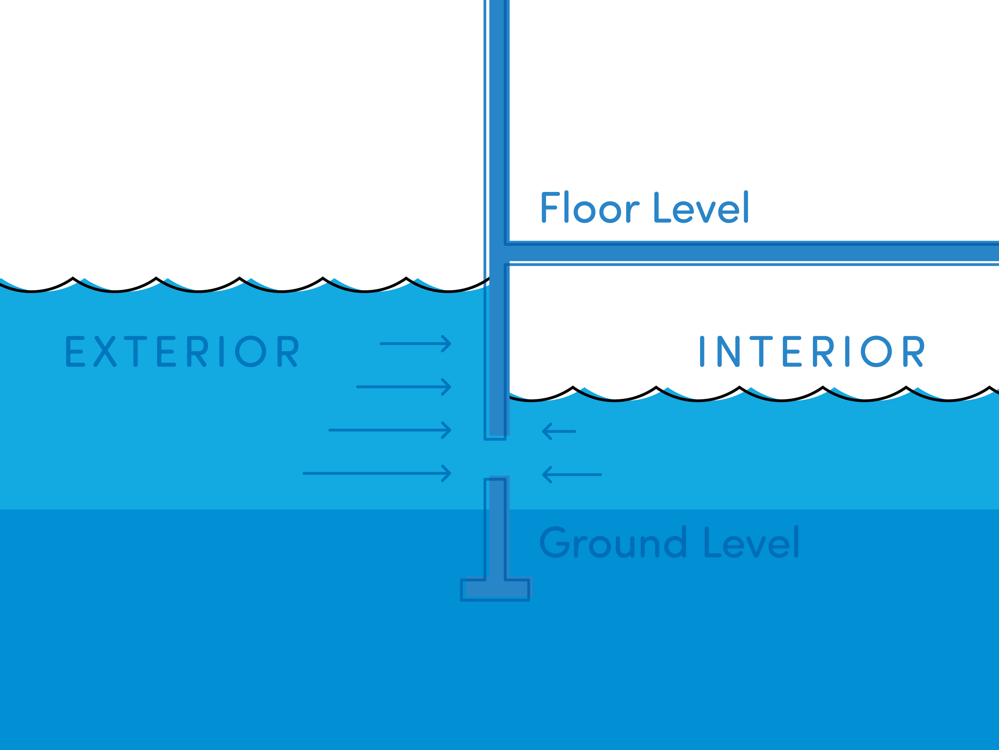 Floor Level
EXTERIOR
INTERIOR
Ground Level